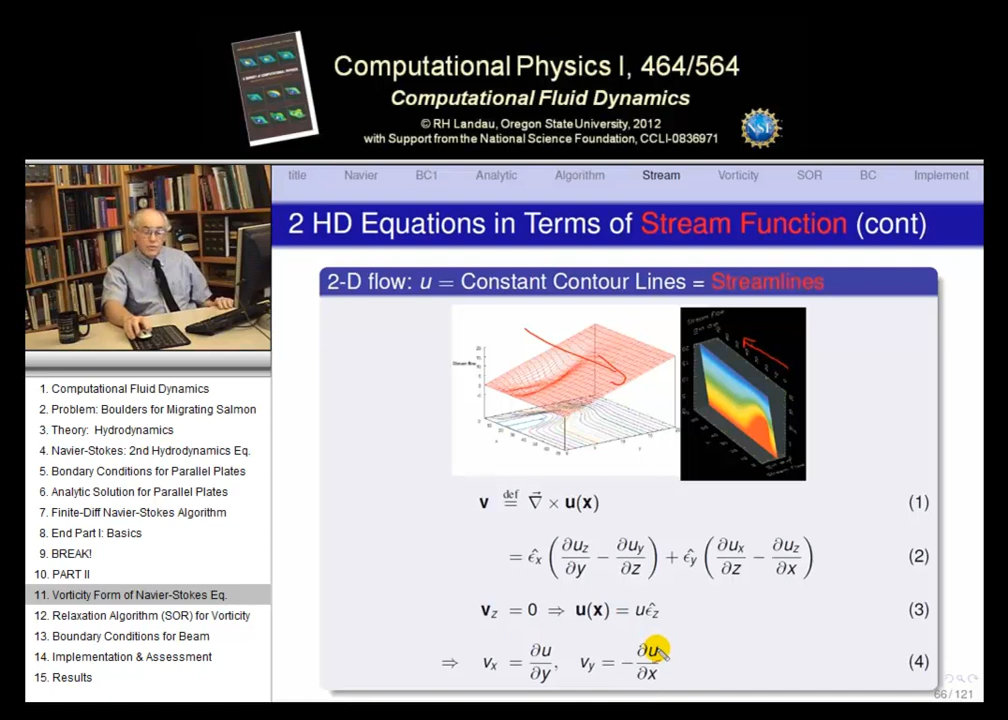 Computational Physics I, 464/564
Computational Fluid Dynamics
© RH Landau, Oregon State University, 2012
with Support from the National Science Foundation, CCLI-0836971
NSF
title Navier BC1 Analytic Algorithm Stream Vorticity SOR BC Implement
2 HD Equations in Terms of Stream Function (cont)
2-D flow: u = Constant Contour Lines = Streamlines
v def= ∇⃗ × u(x) (1)
= ϵ̂x (∂uz/∂y − ∂uy/∂z) + ϵ̂y (∂ux/∂z − ∂uz/∂x) (2)
vz = 0 ⇒ u(x) = uϵ̂z (3)
⇒ vx = ∂u/∂y, vy = −∂u/∂x (4)
66/121
1. Computational Fluid Dynamics
2. Problem: Boulders for Migrating Salmon
3. Theory: Hydrodynamics
4. Navier-Stokes: 2nd Hydrodynamics Eq.
5. Bondary Conditions for Parallel Plates
6. Analytic Solution for Parallel Plates
7. Finite-Diff Navier-Stokes Algorithm
8. End Part I: Basics
9. BREAK!
10. PART II
11. Vorticity Form of Navier-Stokes Eq.
12. Relaxation Algorithm (SOR) for Vorticity
13. Boundary Conditions for Beam
14. Implementation & Assessment
15. Results